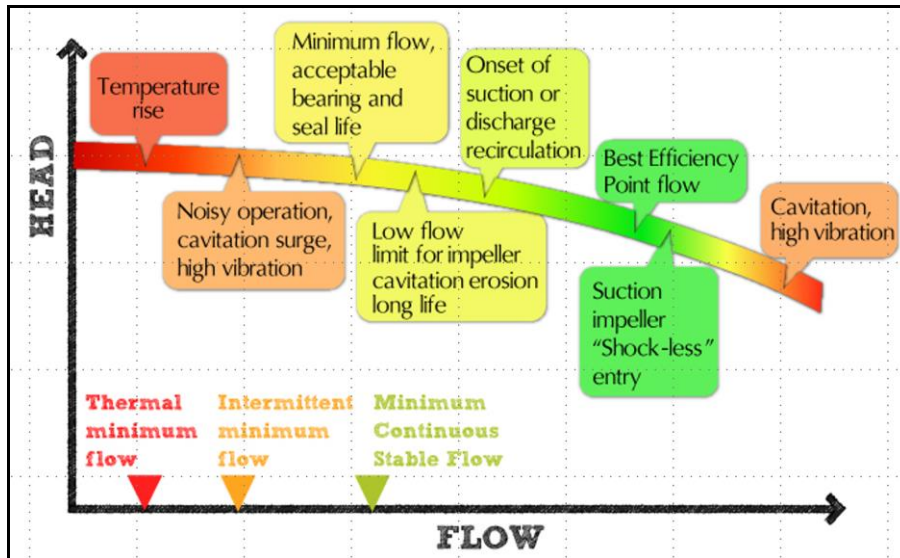 HEAD
Temperature
rise
Minimum flow,
acceptable
bearing and
seal life
Onset of
suction or
discharge
recirculation
Best Efficiency
Point flow
Cavitation,
high vibration
Noisy operation,
cavitation surge,
high vibration
Low flow
limit for impeller
cavitation erosion
long life
Suction
impeller
“Shock-less”
entry
Thermal
minimum
flow
Intermittent
minimum
flow
Minimum
Continuous
Stable Flow
FLOW